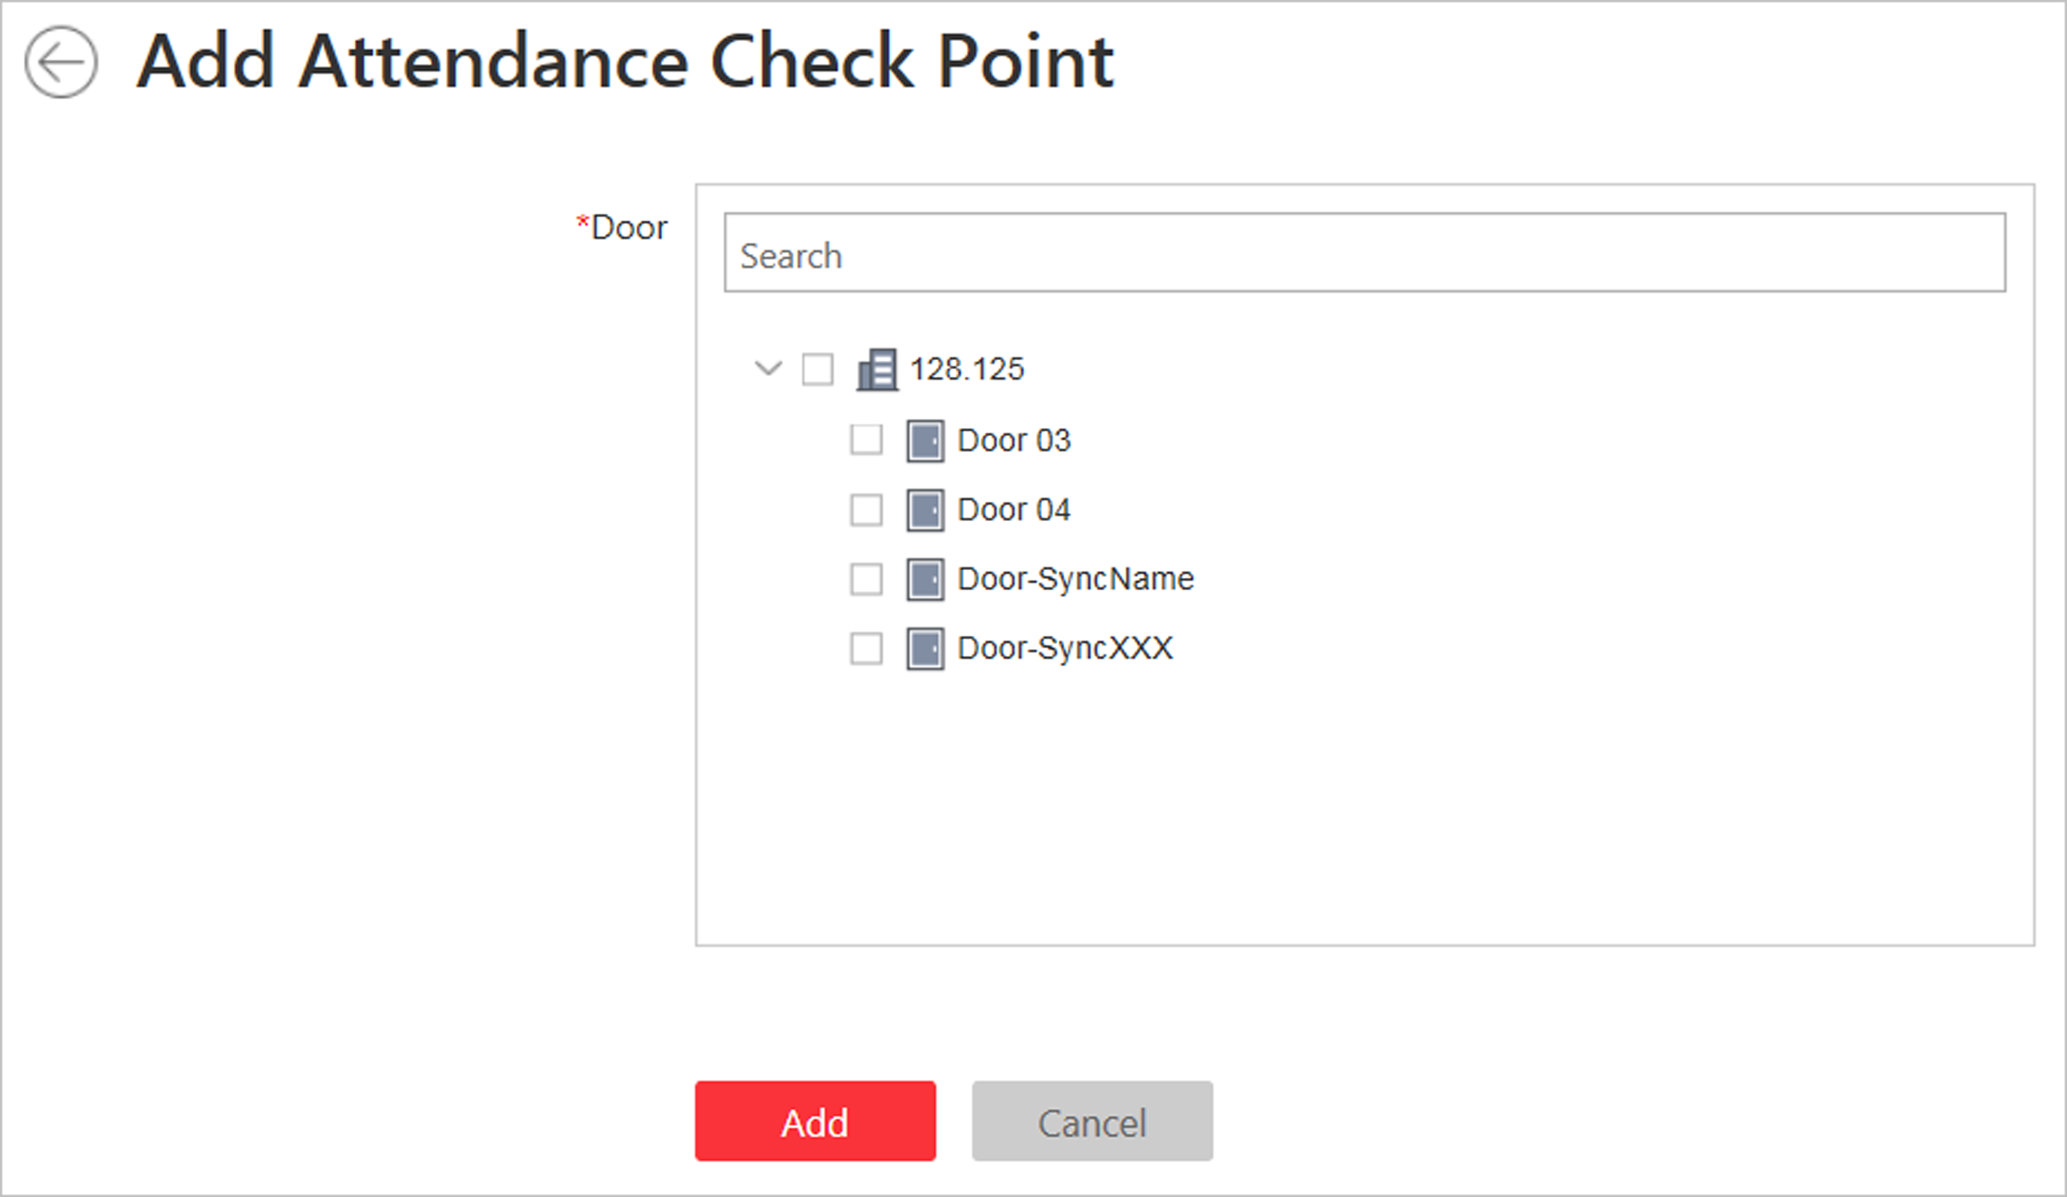 Add Attendance Check Point
*Door
Search
128.125
Door 03
Door 04
Door-SyncName
Door-SyncXXX
Add
Cancel